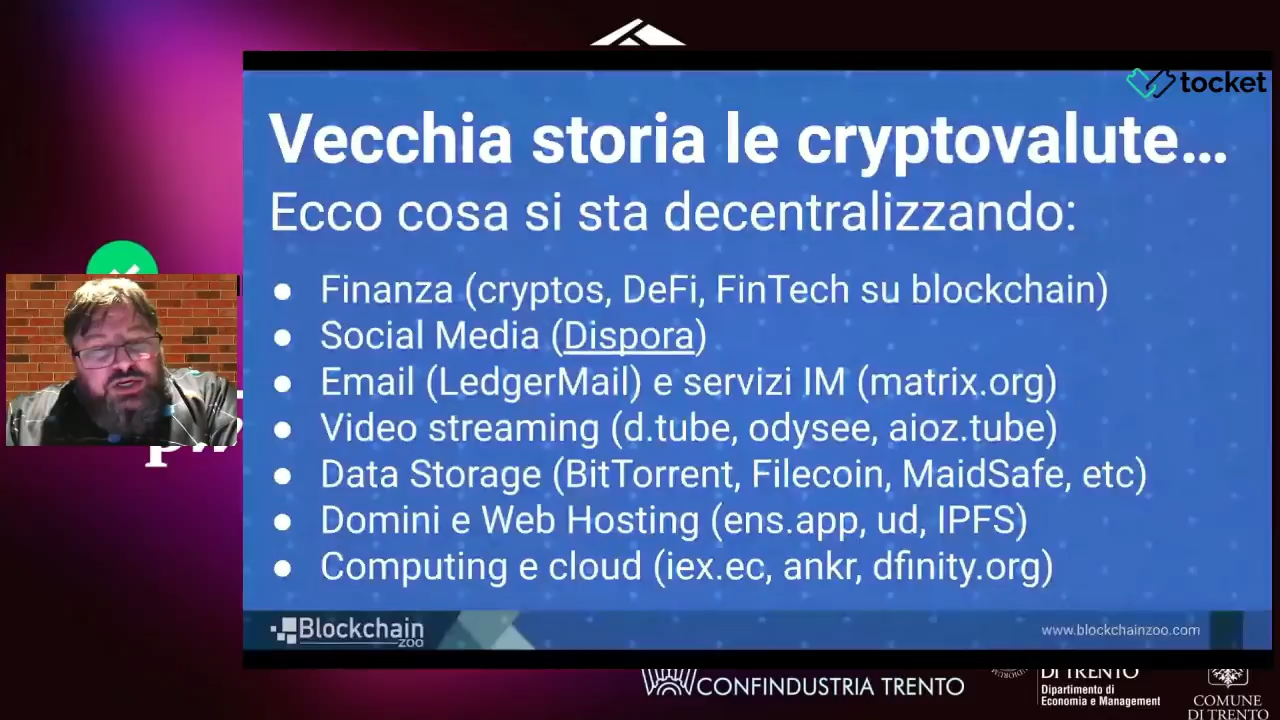 tocket
Vecchia storia le cryptovalute...
Ecco cosa si sta decentralizzando:
● Finanza (cryptos, DeFi, FinTech su blockchain)
● Social Media (Dispora)
● Email (LedgerMail) e servizi IM (matrix.org)
● Video streaming (d.tube, odysee, aioz.tube)
● Data Storage (BitTorrent, Filecoin, MaidSafe, etc)
● Domini e Web Hosting (ens.app, ud, IPFS)
● Computing e cloud (iex.ec, ankr, dfinity.org)
Blockchain
zoo
www.blockchainzoo.com
CONFINDUSTRIA TRENTO
DI TRENTO
Dipartimento di
Economia e Management
COMUNE
DI TRENTO